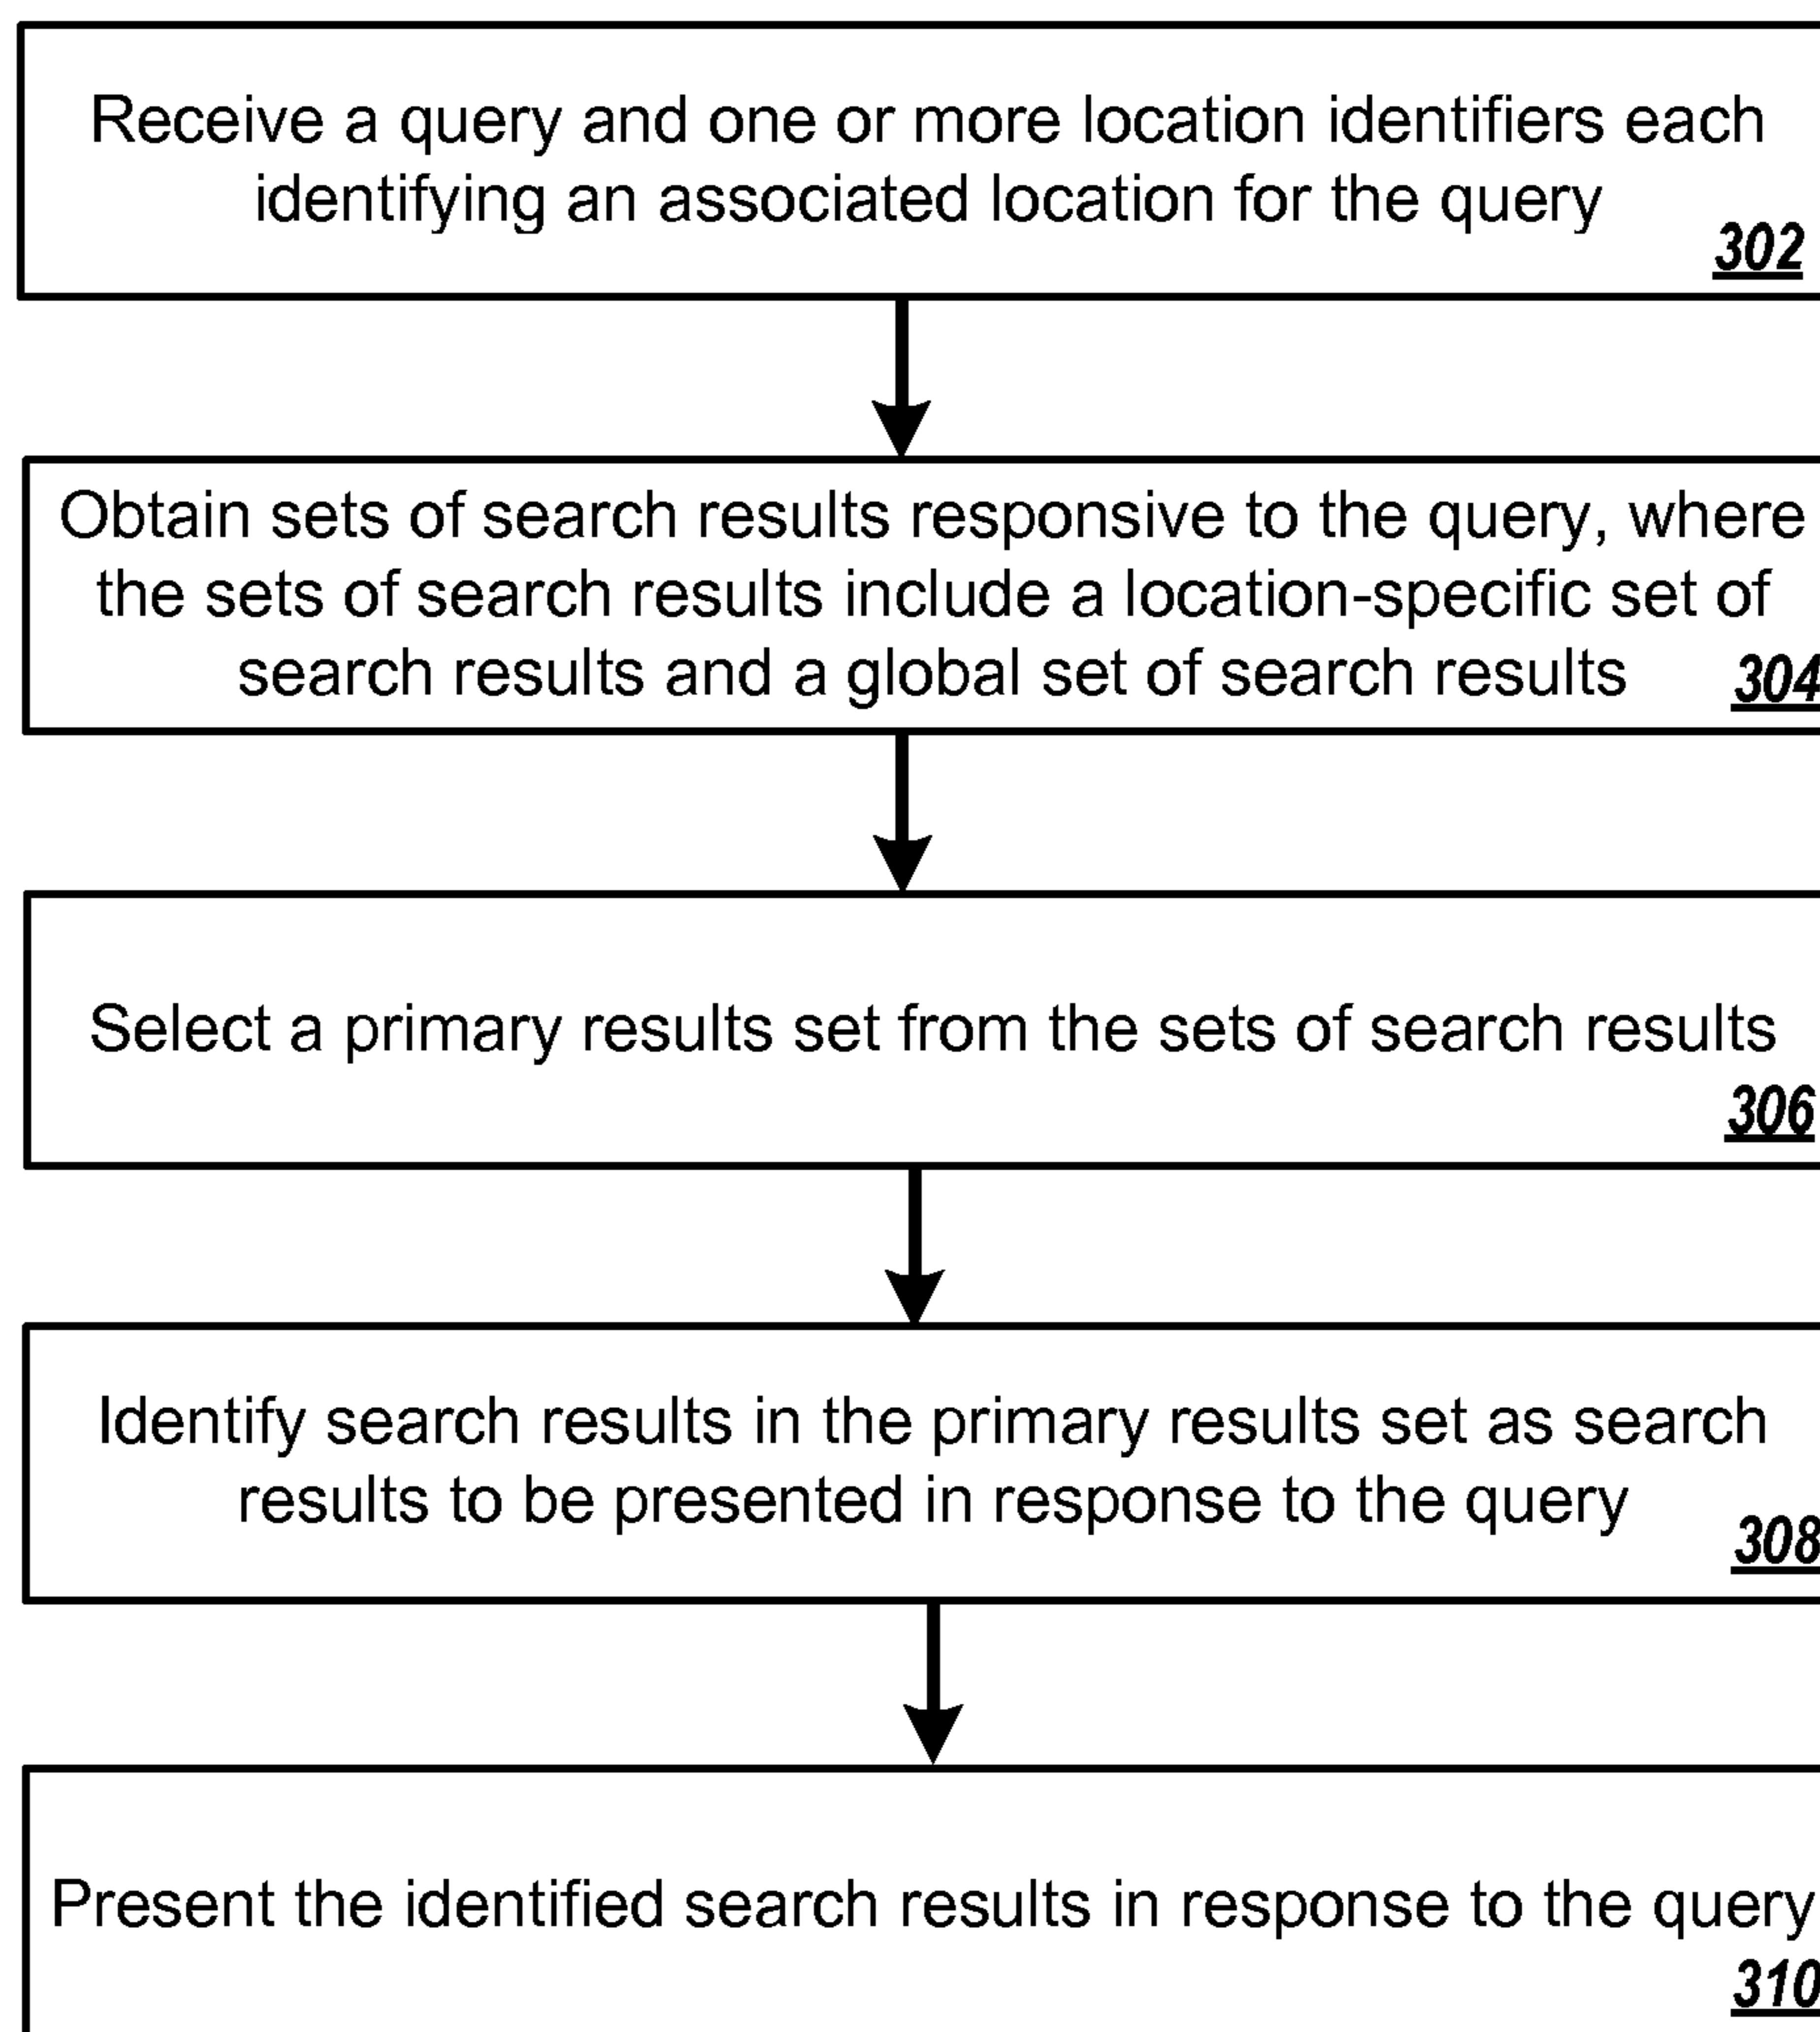 Receive a query and one or more location identifiers each
identifying an associated location for the query
302
Obtain sets of search results responsive to the query, where
the sets of search results include a location-specific set of
search results and a global set of search results
304
Select a primary results set from the sets of search results
306
Identify search results in the primary results set as search
results to be presented in response to the query
308
Present the identified search results in response to the query
310